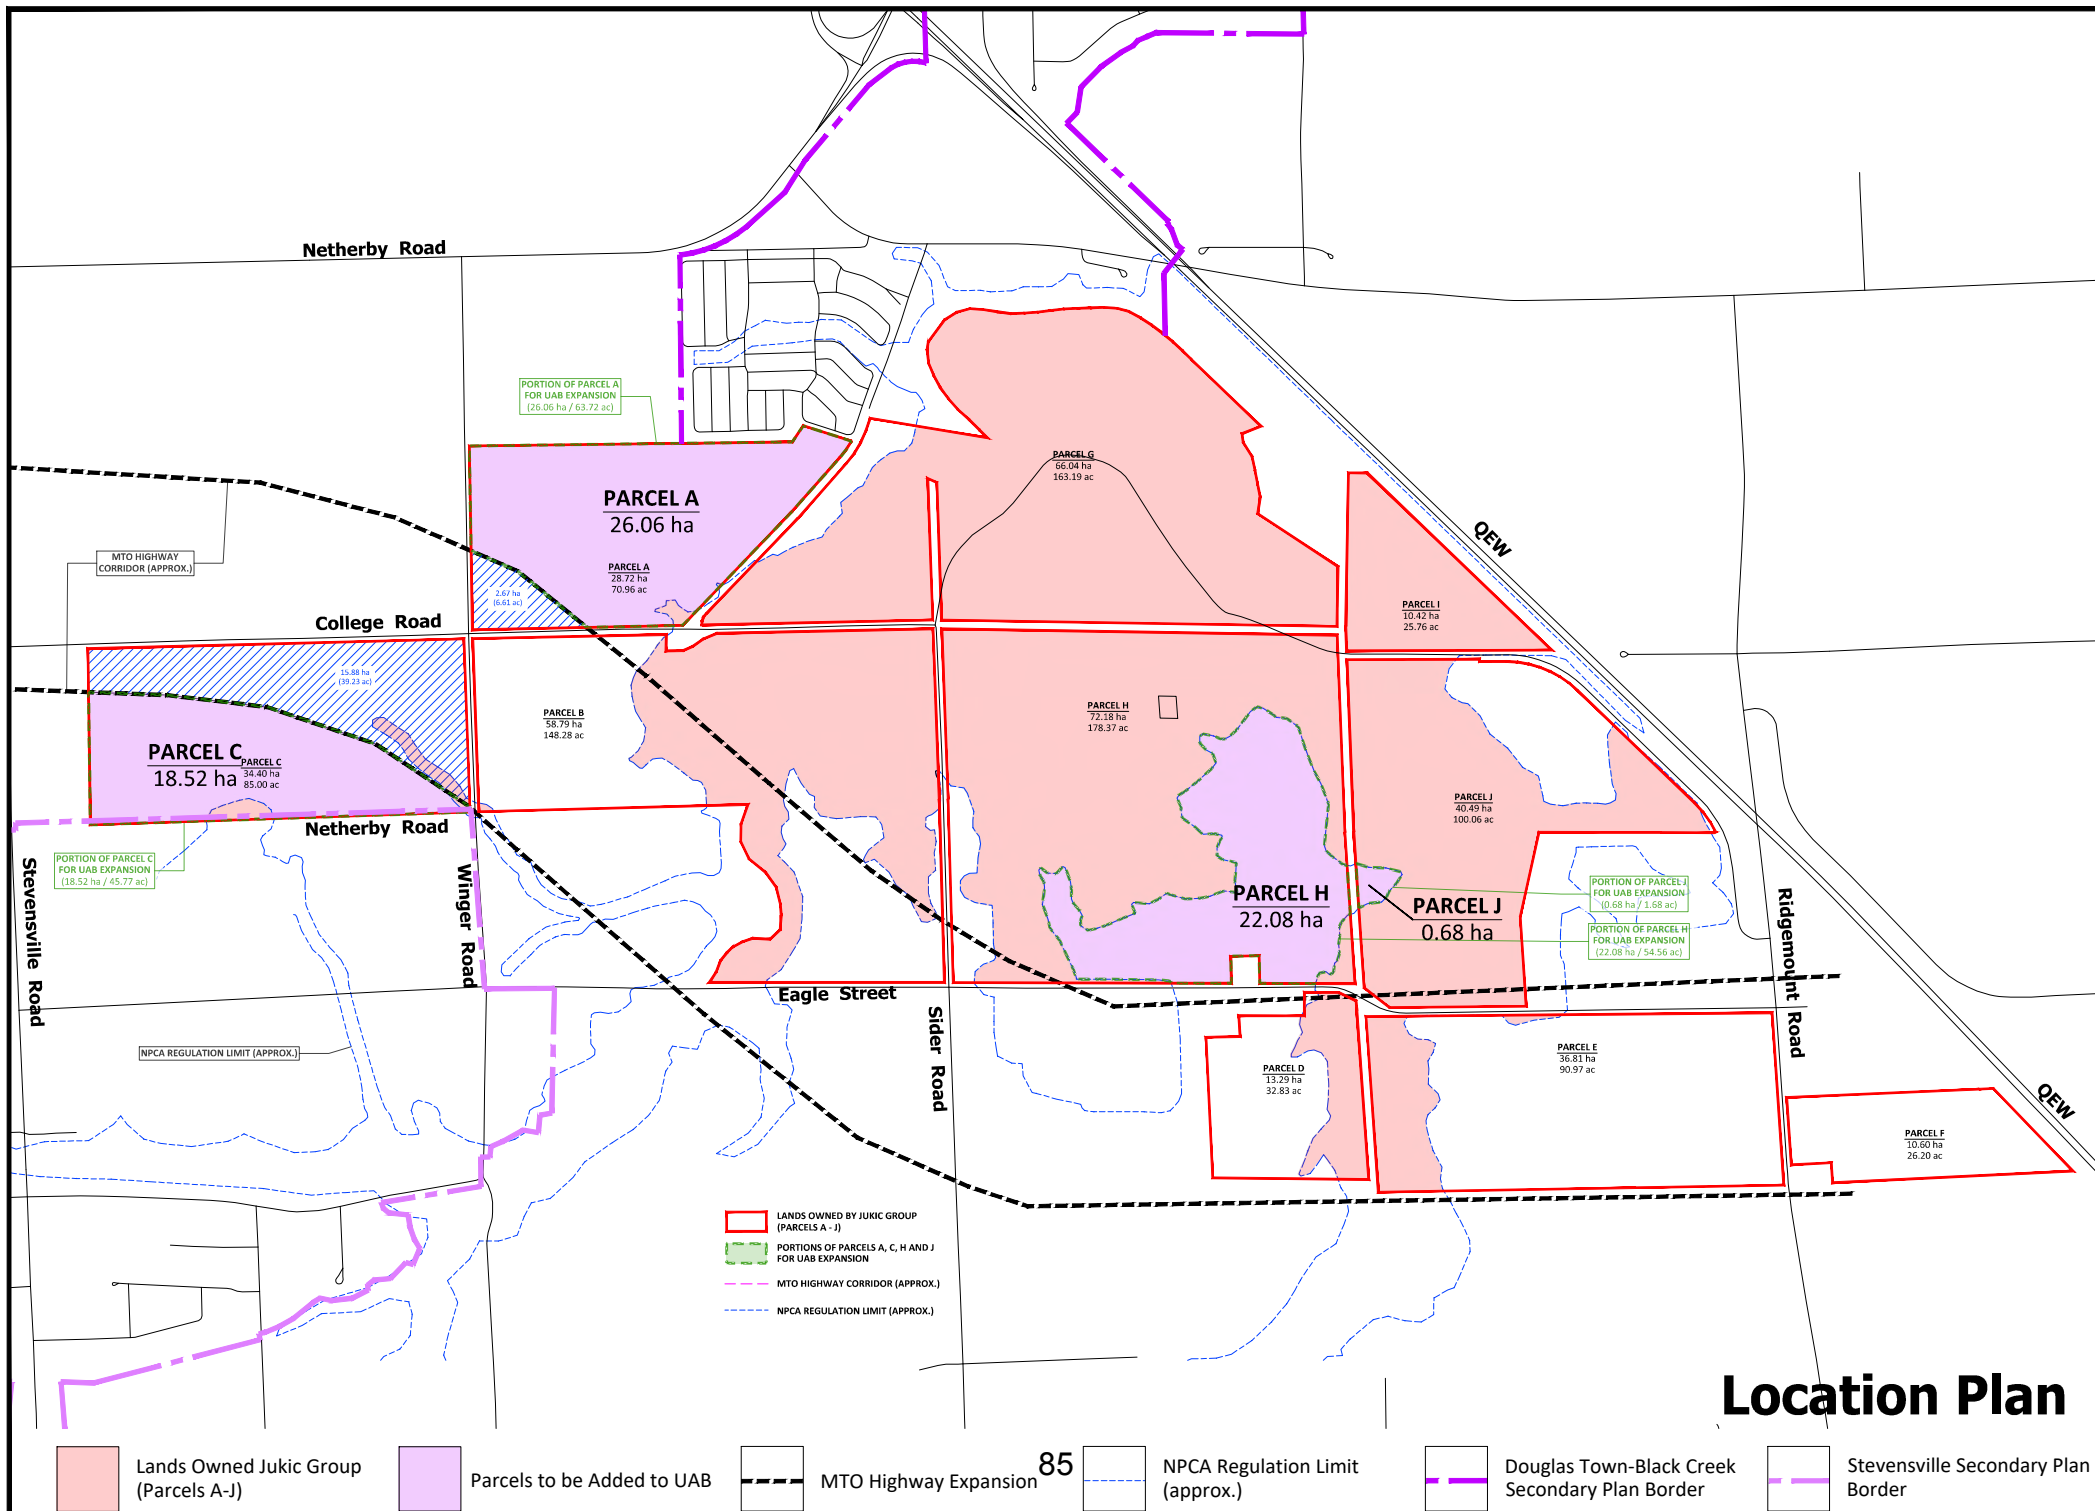 Netherby Road
PORTION OF PARCEL A
FOR UAB EXPANSION
(26.06 ha / 63.72 ac)
PARCEL A
26.06 ha
PARCEL A
28.72 ha
70.96 ac
PARCEL G
66.04 ha
163.19 ac
QEW
MTO HIGHWAY
CORRIDOR (APPROX.)
2.67 ha
(6.61 ac)
College Road
PARCEL I
10.42 ha
25.76 ac
15.88 ha
(39.23 ac)
PARCEL B
58.79 ha
148.28 ac
PARCEL H
72.18 ha
178.37 ac
PARCEL C
18.52 ha
PARCEL C
34.40 ha
85.00 ac
PARCEL J
40.49 ha
100.06 ac
Netherby Road
PORTION OF PARCEL C
FOR UAB EXPANSION
(18.52 ha / 45.77 ac)
Stevensville Road
Winger Road
PARCEL H
22.08 ha
PARCEL J
0.68 ha
PORTION OF PARCEL J
FOR UAB EXPANSION
(0.68 ha / 1.68 ac)
PORTION OF PARCEL H
FOR UAB EXPANSION
(22.08 ha / 54.56 ac)
Ridgemount Road
Eagle Street
Sider Road
NPCA REGULATION LIMIT (APPROX.)
PARCEL D
13.29 ha
32.83 ac
PARCEL E
36.81 ha
90.97 ac
QEW
PARCEL F
10.60 ha
26.20 ac
LANDS OWNED BY JUKIC GROUP
(PARCELS A - J)
PORTIONS OF PARCELS A, C, H AND J
FOR UAB EXPANSION
MTO HIGHWAY CORRIDOR (APPROX.)
NPCA REGULATION LIMIT (APPROX.)
Location Plan
Lands Owned Jukic Group
(Parcels A-J)
Parcels to be Added to UAB
MTO Highway Expansion
85
NPCA Regulation Limit
(approx.)
Douglas Town-Black Creek
Secondary Plan Border
Stevensville Secondary Plan
Border